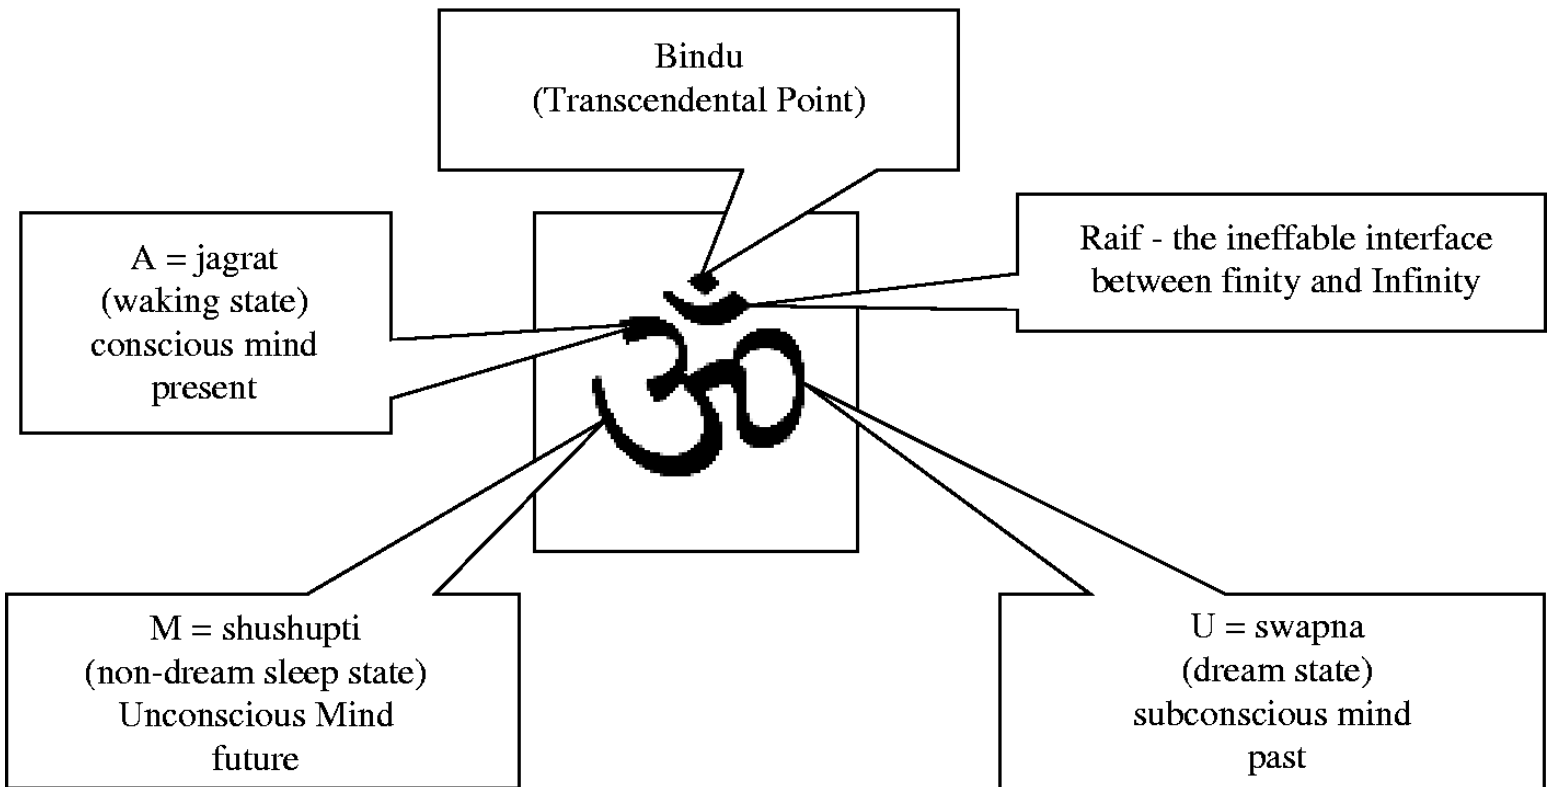 Bindu
(Transcendental Point)
A = jagrat
(waking state)
conscious mind
present
Raif - the ineffable interface
between finity and Infinity
ॐ
M = shushupti
(non-dream sleep state)
Unconscious Mind
future
U = swapna
(dream state)
subconscious mind
past